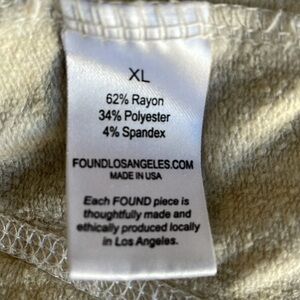 XL
62% Rayon
34% Polyester
4% Spandex
FOUNDLOSANGELES.COM
MADE IN USA
Each FOUND piece is
thoughtfully made and
ethically produced locally
in Los Angeles.